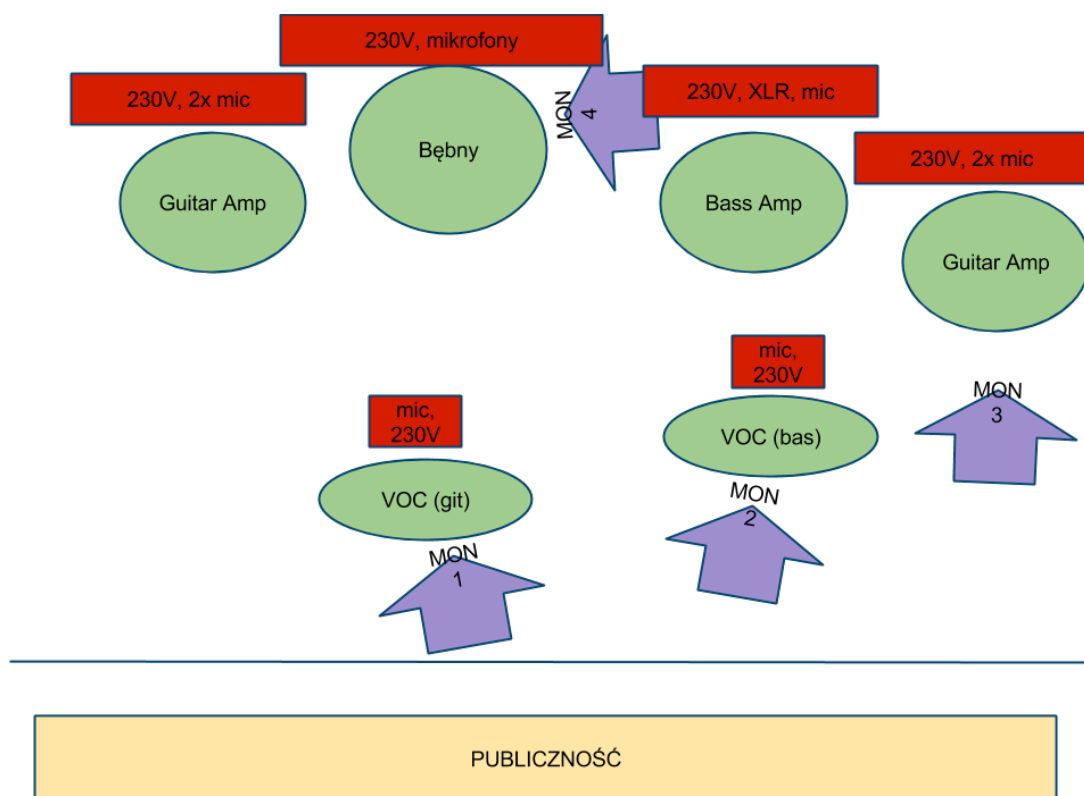 230V, mikrofony
230V, 2x mic
230V, XLR, mic
MON
4
230V, 2x mic
Bębny
Guitar Amp
Bass Amp
Guitar Amp
mic,
230V
mic,
230V
MON
3
VOC (bas)
VOC (git)
MON
2
MON
1
PUBLICZNOŚĆ